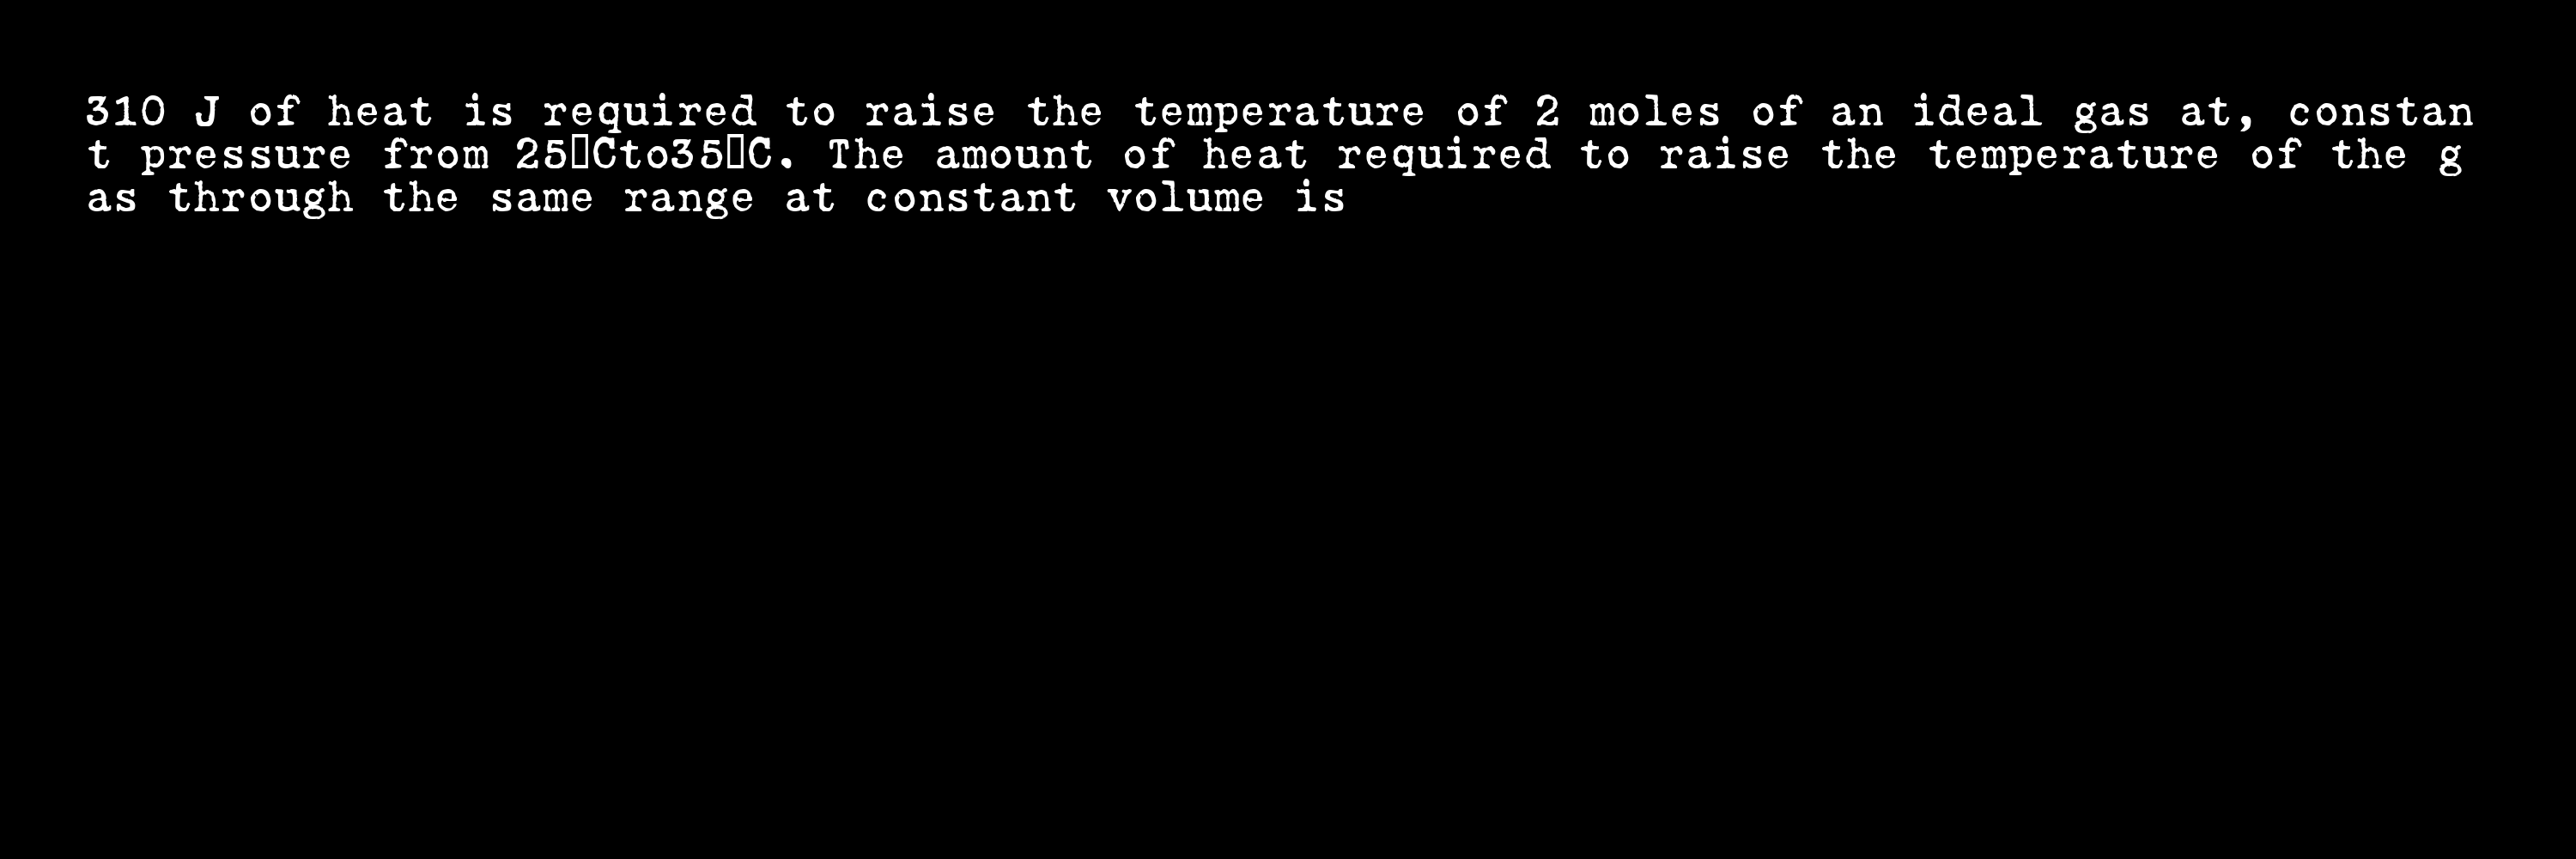 310 J of heat is required to raise the temperature of 2 moles of an ideal gas at, constan
t pressure from 25▯Cto35▯C. The amount of heat required to raise the temperature of the g
as through the same range at constant volume is